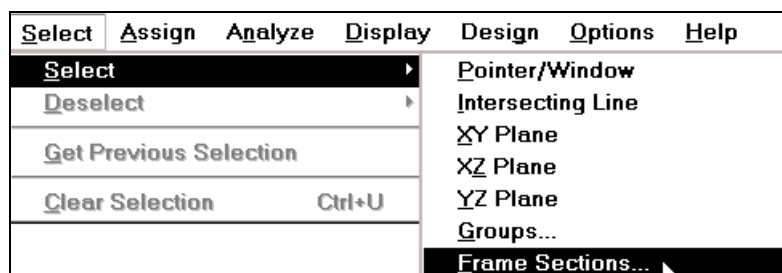 Select Assign Analyze Display Design Options Help
Select
Deselect
Get Previous Selection
Clear Selection Ctrl+U
Pointer/Window
Intersecting Line
XY Plane
XZ Plane
YZ Plane
Groups...
Frame Sections...